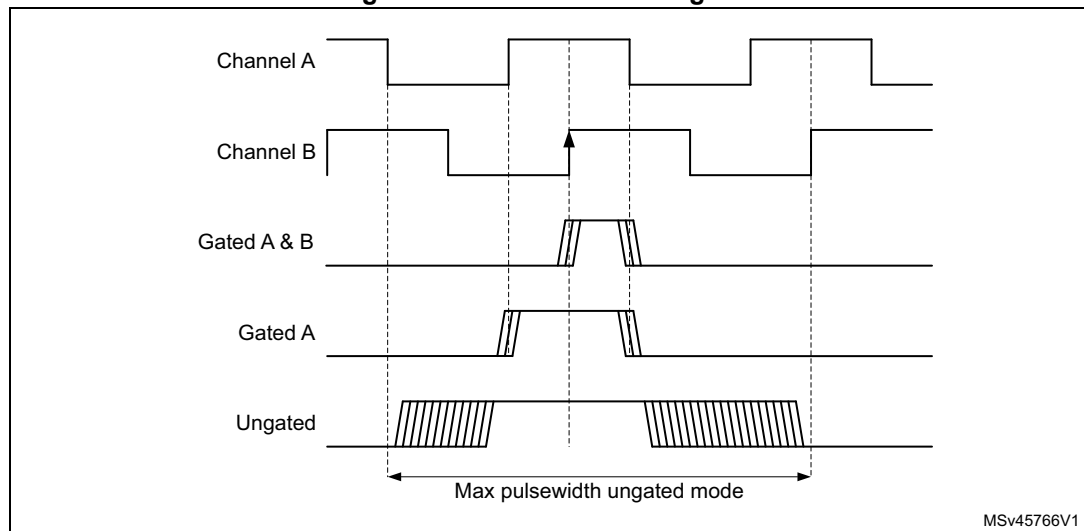 Channel A
Channel B
Gated A & B
Gated A
Ungated
Max pulsewidth ungated mode
MSv45766V1